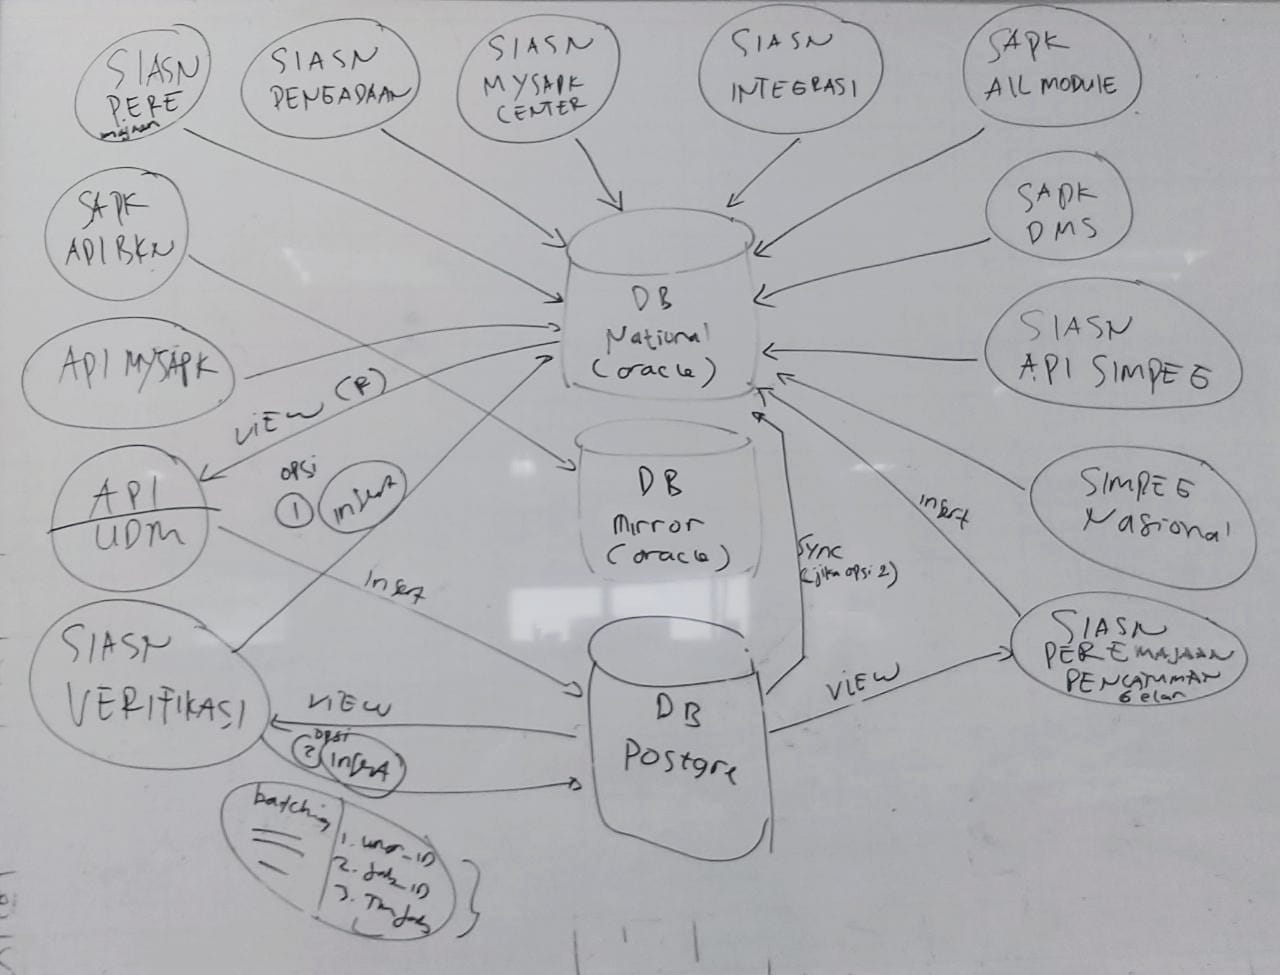 SIASN
PERE
majaan
SIASN
PENGADAAN
SIASN
MYSAPK
CENTER
SIASN
INTEGRASI
SAPK
ALL MODULE
SAPK
API BKN
SAPK
DMS
DB
National
(oracle)
API MYSAPK
SIASN
API SIMPEG
VIEW (R)
opsi
1
insert
API
UDM
DB
Mirror
(oracle)
SIMPEG
Nasional
insert
Sync
(jika opsi 2)
Insert
SIASN
VERIFIKASI
SIASN
PEREMAJAAN
PENCATUMAN
Gelar
VIEW
VIEW
DB
Postgre
opsi
2
insert
batching
1. unor_ID
2. Jab_ID
3.